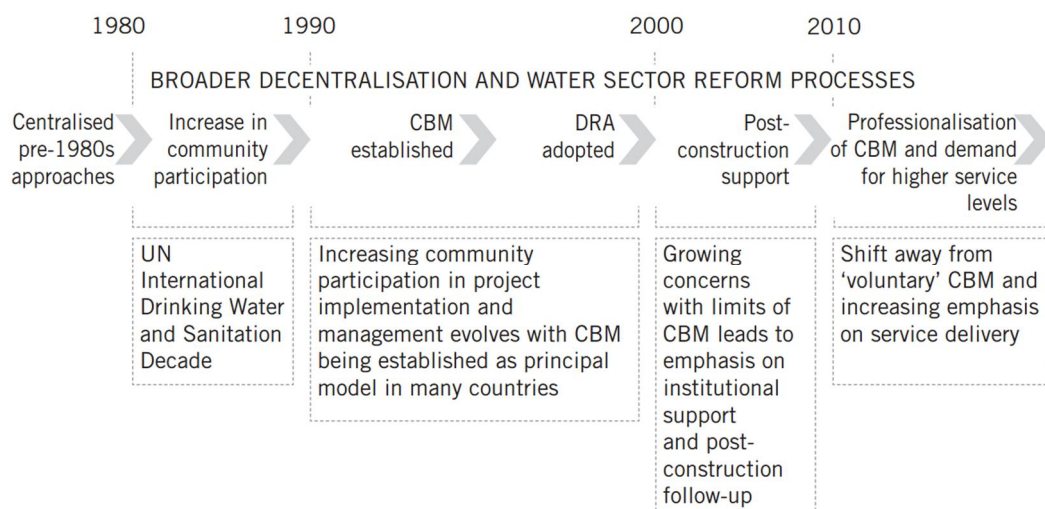 1980
1990
2000
2010
BROADER DECENTRALISATION AND WATER SECTOR REFORM PROCESSES
Centralised
pre-1980s
approaches
Increase in
community
participation
CBM
established
DRA
adopted
Post-
construction
support
Professionalisation
of CBM and demand
for higher service
levels
UN
International
Drinking Water
and Sanitation
Decade
Increasing community
participation in project
implementation and
management evolves with CBM
being established as principal
model in many countries
Growing
concerns
with limits of
CBM leads to
emphasis on
institutional
support
and post-
construction
follow-up
Shift away from
‘voluntary’ CBM and
increasing emphasis
on service delivery